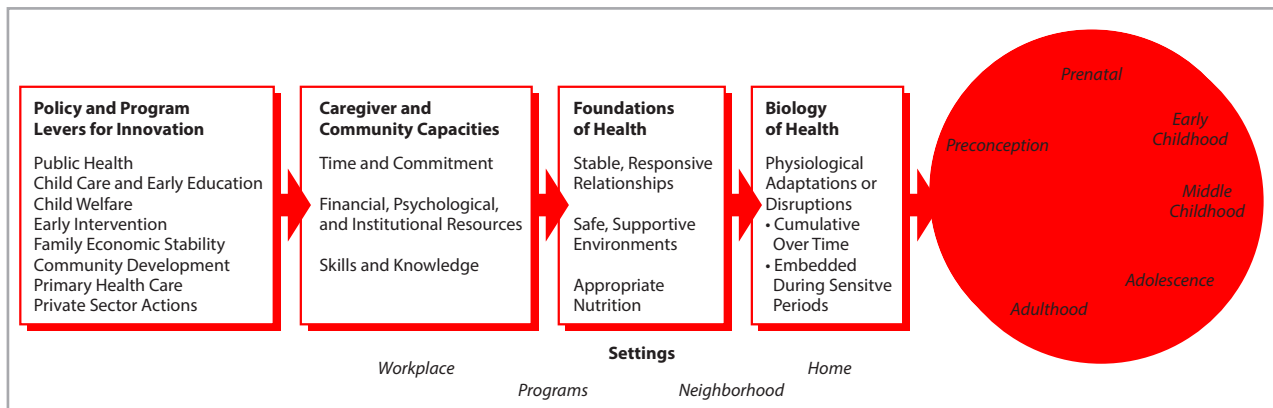 Policy and Program
Levers for Innovation
Public Health
Child Care and Early Education
Child Welfare
Early Intervention
Family Economic Stability
Community Development
Primary Health Care
Private Sector Actions
Caregiver and
Community Capacities
Time and Commitment
Financial, Psychological,
and Institutional Resources
Skills and Knowledge
Foundations
of Health
Stable, Responsive
Relationships
Safe, Supportive
Environments
Appropriate
Nutrition
Biology
of Health
Physiological
Adaptations or
Disruptions
• Cumulative
Over Time
• Embedded
During Sensitve
Periods
Preconception
Prenatal
Early
Childhood
Middle
Childhood
Adolescence
Adulthood
Settings
Workplace
Programs
Neighborhood
Home